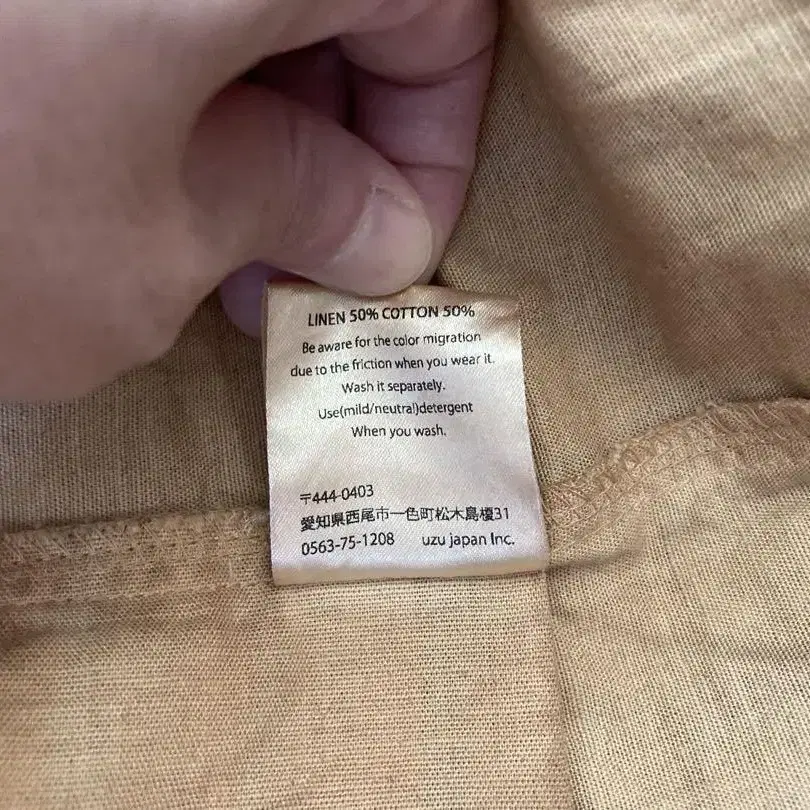 LINEN 50% COTTON 50%
Be aware for the color migration
due to the friction when you wear it.
Wash it separately.
Use(mild/neutral)detergent
When you wash.
〒444-0403
愛知県西尾市一色町松木島榎31
0563-75-1208 uzu japan Inc.